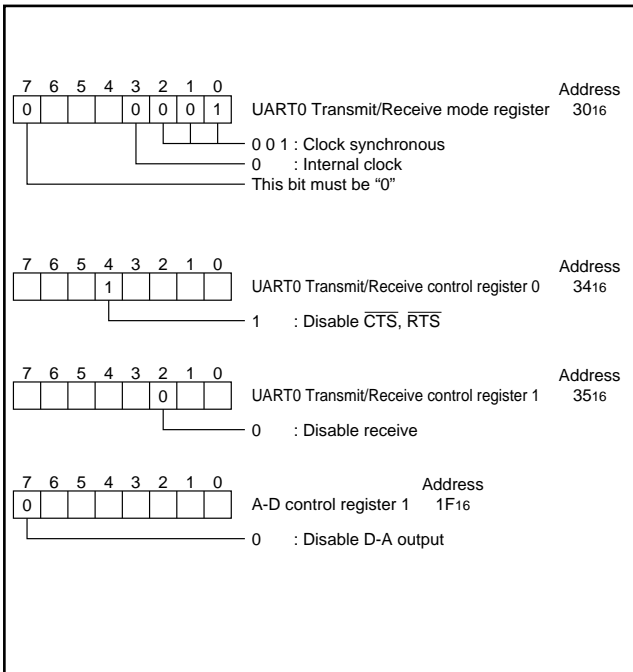 7 6 5 4 3 2 1 0 Address
0 0 0 0 1 UART0 Transmit/Receive mode register 3016
0 0 1 : Clock synchronous
0 : Internal clock
This bit must be “0”
7 6 5 4 3 2 1 0 Address
1 UART0 Transmit/Receive control register 0 3416
1 : Disable CTS, RTS
7 6 5 4 3 2 1 0 Address
0 UART0 Transmit/Receive control register 1 3516
0 : Disable receive
7 6 5 4 3 2 1 0 Address
0 A-D control register 1 1F16
0 : Disable D-A output